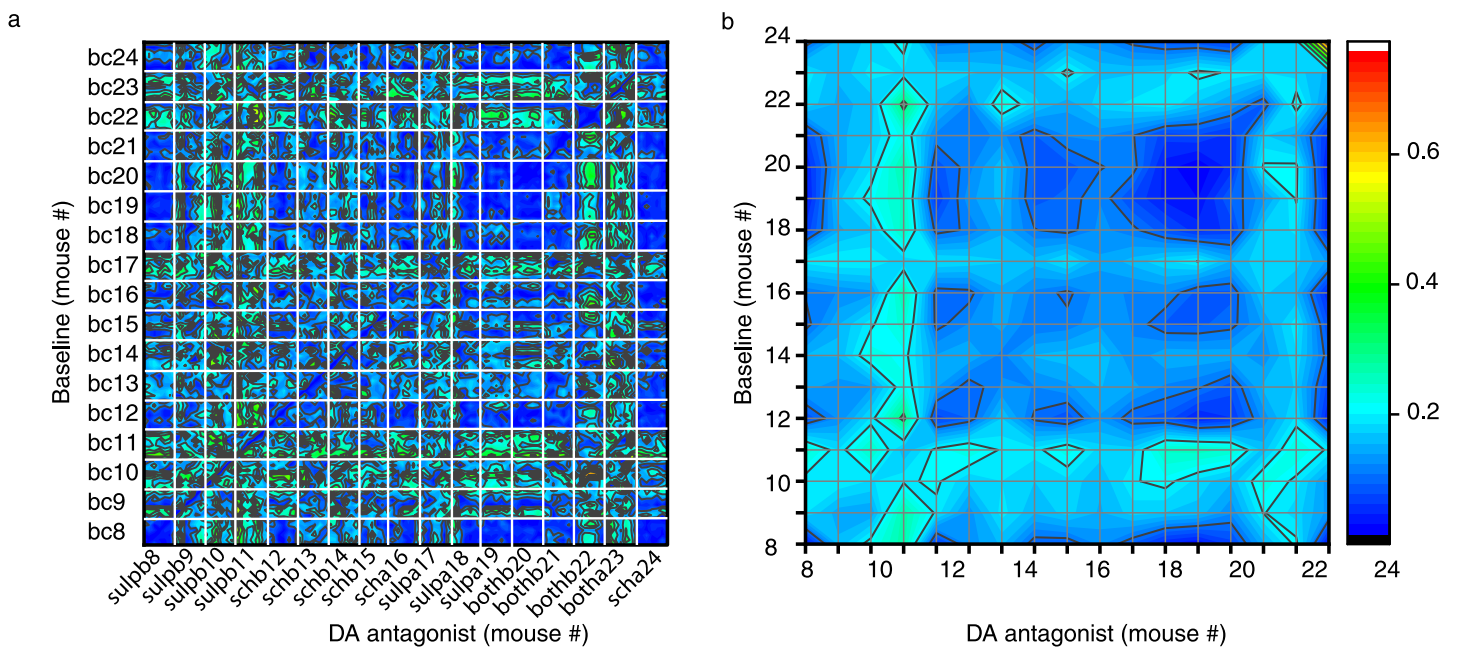 a
bc24
bc23
bc22
bc21
bc20
bc19
bc18
bc17
bc16
bc15
bc14
bc13
bc12
bc11
bc10
bc9
bc8
Baseline (mouse #)
sulpb8
sulpb9
sulpb10
sulpb11
schb12
schb13
schb14
schb15
scha16
sulpa17
sulpa18
sulpa19
bothb20
bothb21
bothb22
botha23
scha24
DA antagonist (mouse #)
b
24
22
20
18
16
14
12
10
8
Baseline (mouse #)
8 10 12 14 16 18 20 22 24
DA antagonist (mouse #)
0.6
0.4
0.2